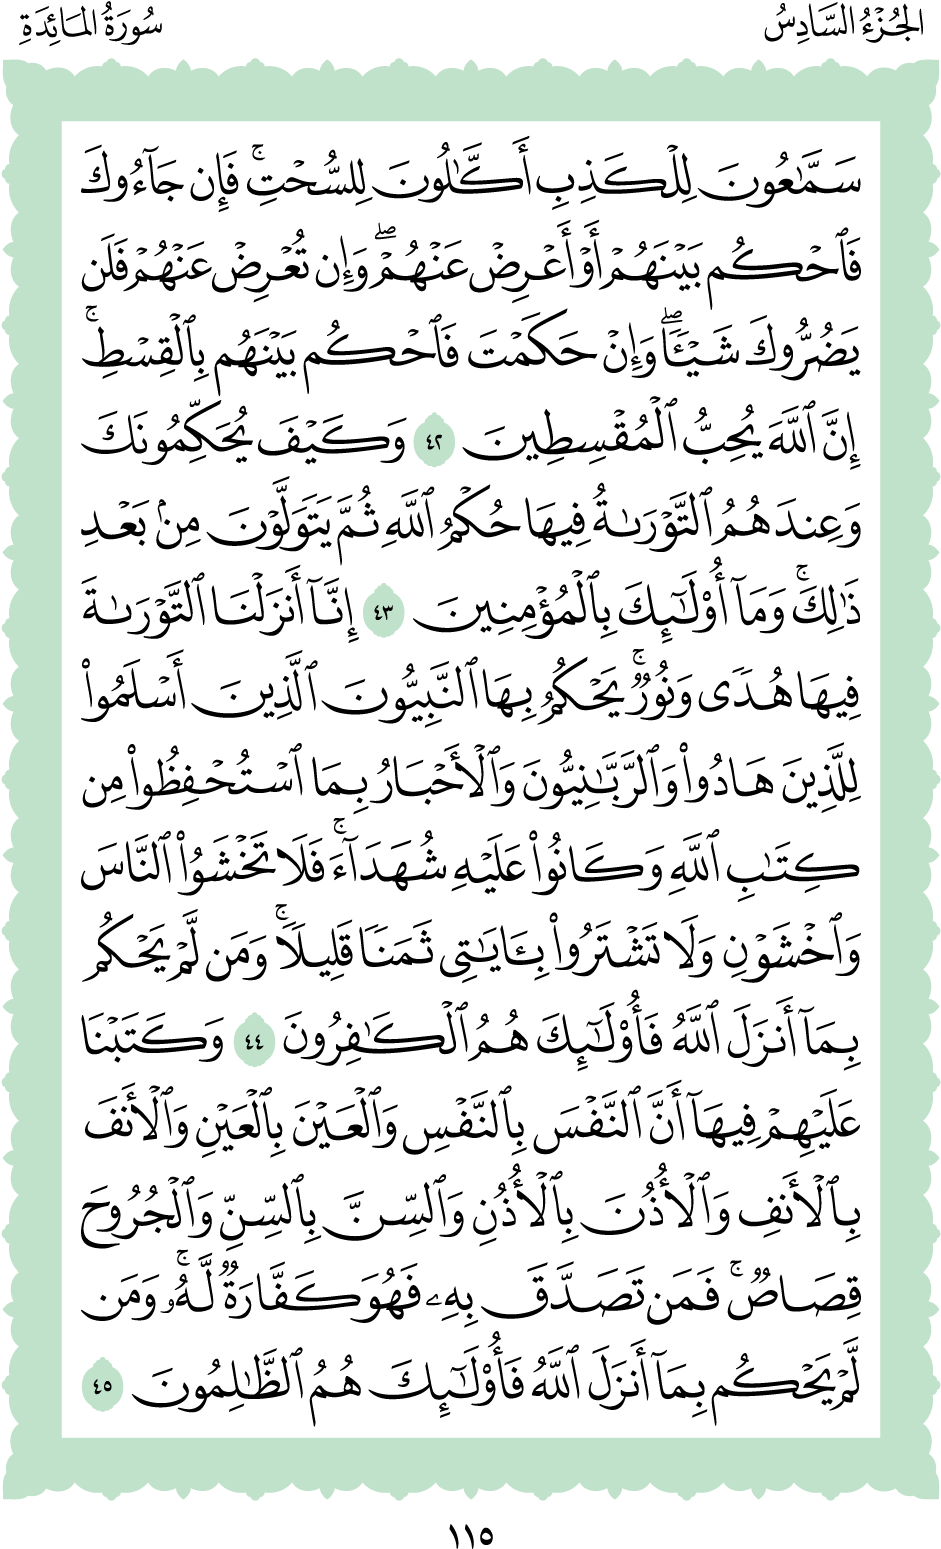 الجُزْءُ السَّادِسُ
سُورَةُ المَائِدَةِ
سَمَّٰعُونَ لِلْكَذِبِ أَكَّٰلُونَ لِلسُّحْتِۚ فَإِن جَآءُوكَ
فَٱحْكُم بَيْنَهُمْ أَوْ أَعْرِضْ عَنْهُمْۖ وَإِن تُعْرِضْ عَنْهُمْ فَلَن
يَضُرُّوكَ شَيْـًٔاۖ وَإِنْ حَكَمْتَ فَٱحْكُم بَيْنَهُم بِٱلْقِسْطِۚ
إِنَّ ٱللَّهَ يُحِبُّ ٱلْمُقْسِطِينَ ٤٢ وَكَيْفَ يُحَكِّمُونَكَ
وَعِندَهُمُ ٱلتَّوْرَىٰةُ فِيهَا حُكْمُ ٱللَّهِ ثُمَّ يَتَوَلَّوْنَ مِنۢ بَعْدِ
ذَٰلِكَۚ وَمَآ أُو۟لَٰٓئِكَ بِٱلْمُؤْمِنِينَ ٤٣ إِنَّآ أَنزَلْنَا ٱلتَّوْرَىٰةَ
فِيهَا هُدًى وَنُورٌۚ يَحْكُمُ بِهَا ٱلنَّبِيُّونَ ٱلَّذِينَ أَسْلَمُوا۟
لِلَّذِينَ هَادُوا۟ وَٱلرَّبَّٰنِيُّونَ وَٱلْأَحْبَارُ بِمَا ٱسْتُحْفِظُوا۟ مِن
كِتَٰبِ ٱللَّهِ وَكَانُوا۟ عَلَيْهِ شُهَدَآءَۚ فَلَا تَخْشَوُا۟ ٱلنَّاسَ
وَٱخْشَوْنِ وَلَا تَشْتَرُوا۟ بِـَٔايَٰتِى ثَمَنًا قَلِيلًاۚ وَمَن لَّمْ يَحْكُم
بِمَآ أَنزَلَ ٱللَّهُ فَأُو۟لَٰٓئِكَ هُمُ ٱلْكَٰفِرُونَ ٤٤ وَكَتَبْنَا
عَلَيْهِمْ فِيهَآ أَنَّ ٱلنَّفْسَ بِٱلنَّفْسِ وَٱلْعَيْنَ بِٱلْعَيْنِ وَٱلْأَنفَ
بِٱلْأَنفِ وَٱلْأُذُنَ بِٱلْأُذُنِ وَٱلسِّنَّ بِٱلسِّنِّ وَٱلْجُرُوحَ
قِصَاصٌۚ فَمَن تَصَدَّقَ بِهِۦ فَهُوَ كَفَّارَةٌ لَّهُۥۚ وَمَن
لَّمْ يَحْكُم بِمَآ أَنزَلَ ٱللَّهُ فَأُو۟لَٰٓئِكَ هُمُ ٱلظَّٰلِمُونَ ٤٥
١١٥